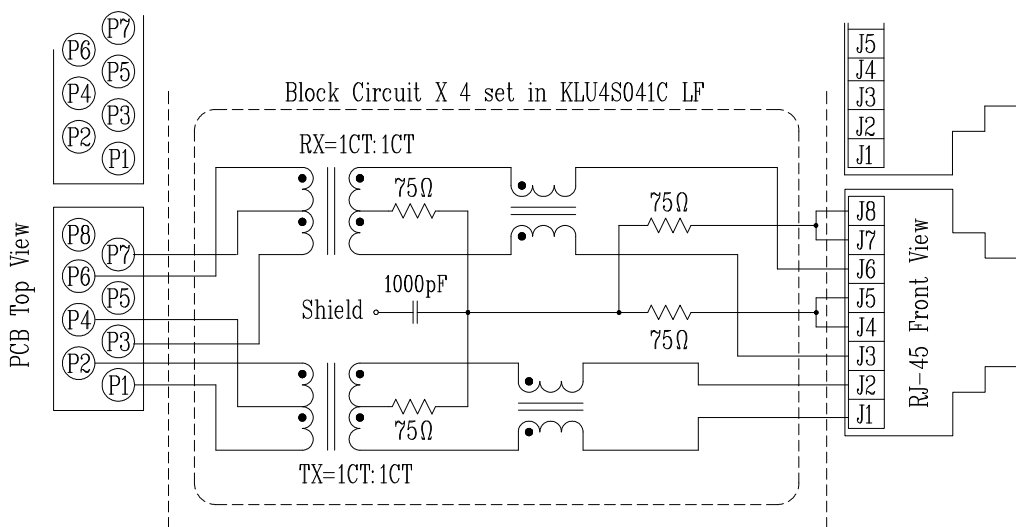 P7
P6
P5
P4
P3
P2
P1
J5
J4
J3
J2
J1
Block Circuit X 4 set in KLU4S041C LF
RX=1CT:1CT
75Ω
75Ω
PCB Top View
P8
P7
P6
P5
P4
P3
P2
P1
1000pF
Shield
75Ω
75Ω
TX=1CT:1CT
J8
J7
J6
J5
J4
J3
J2
J1
RJ-45 Front View